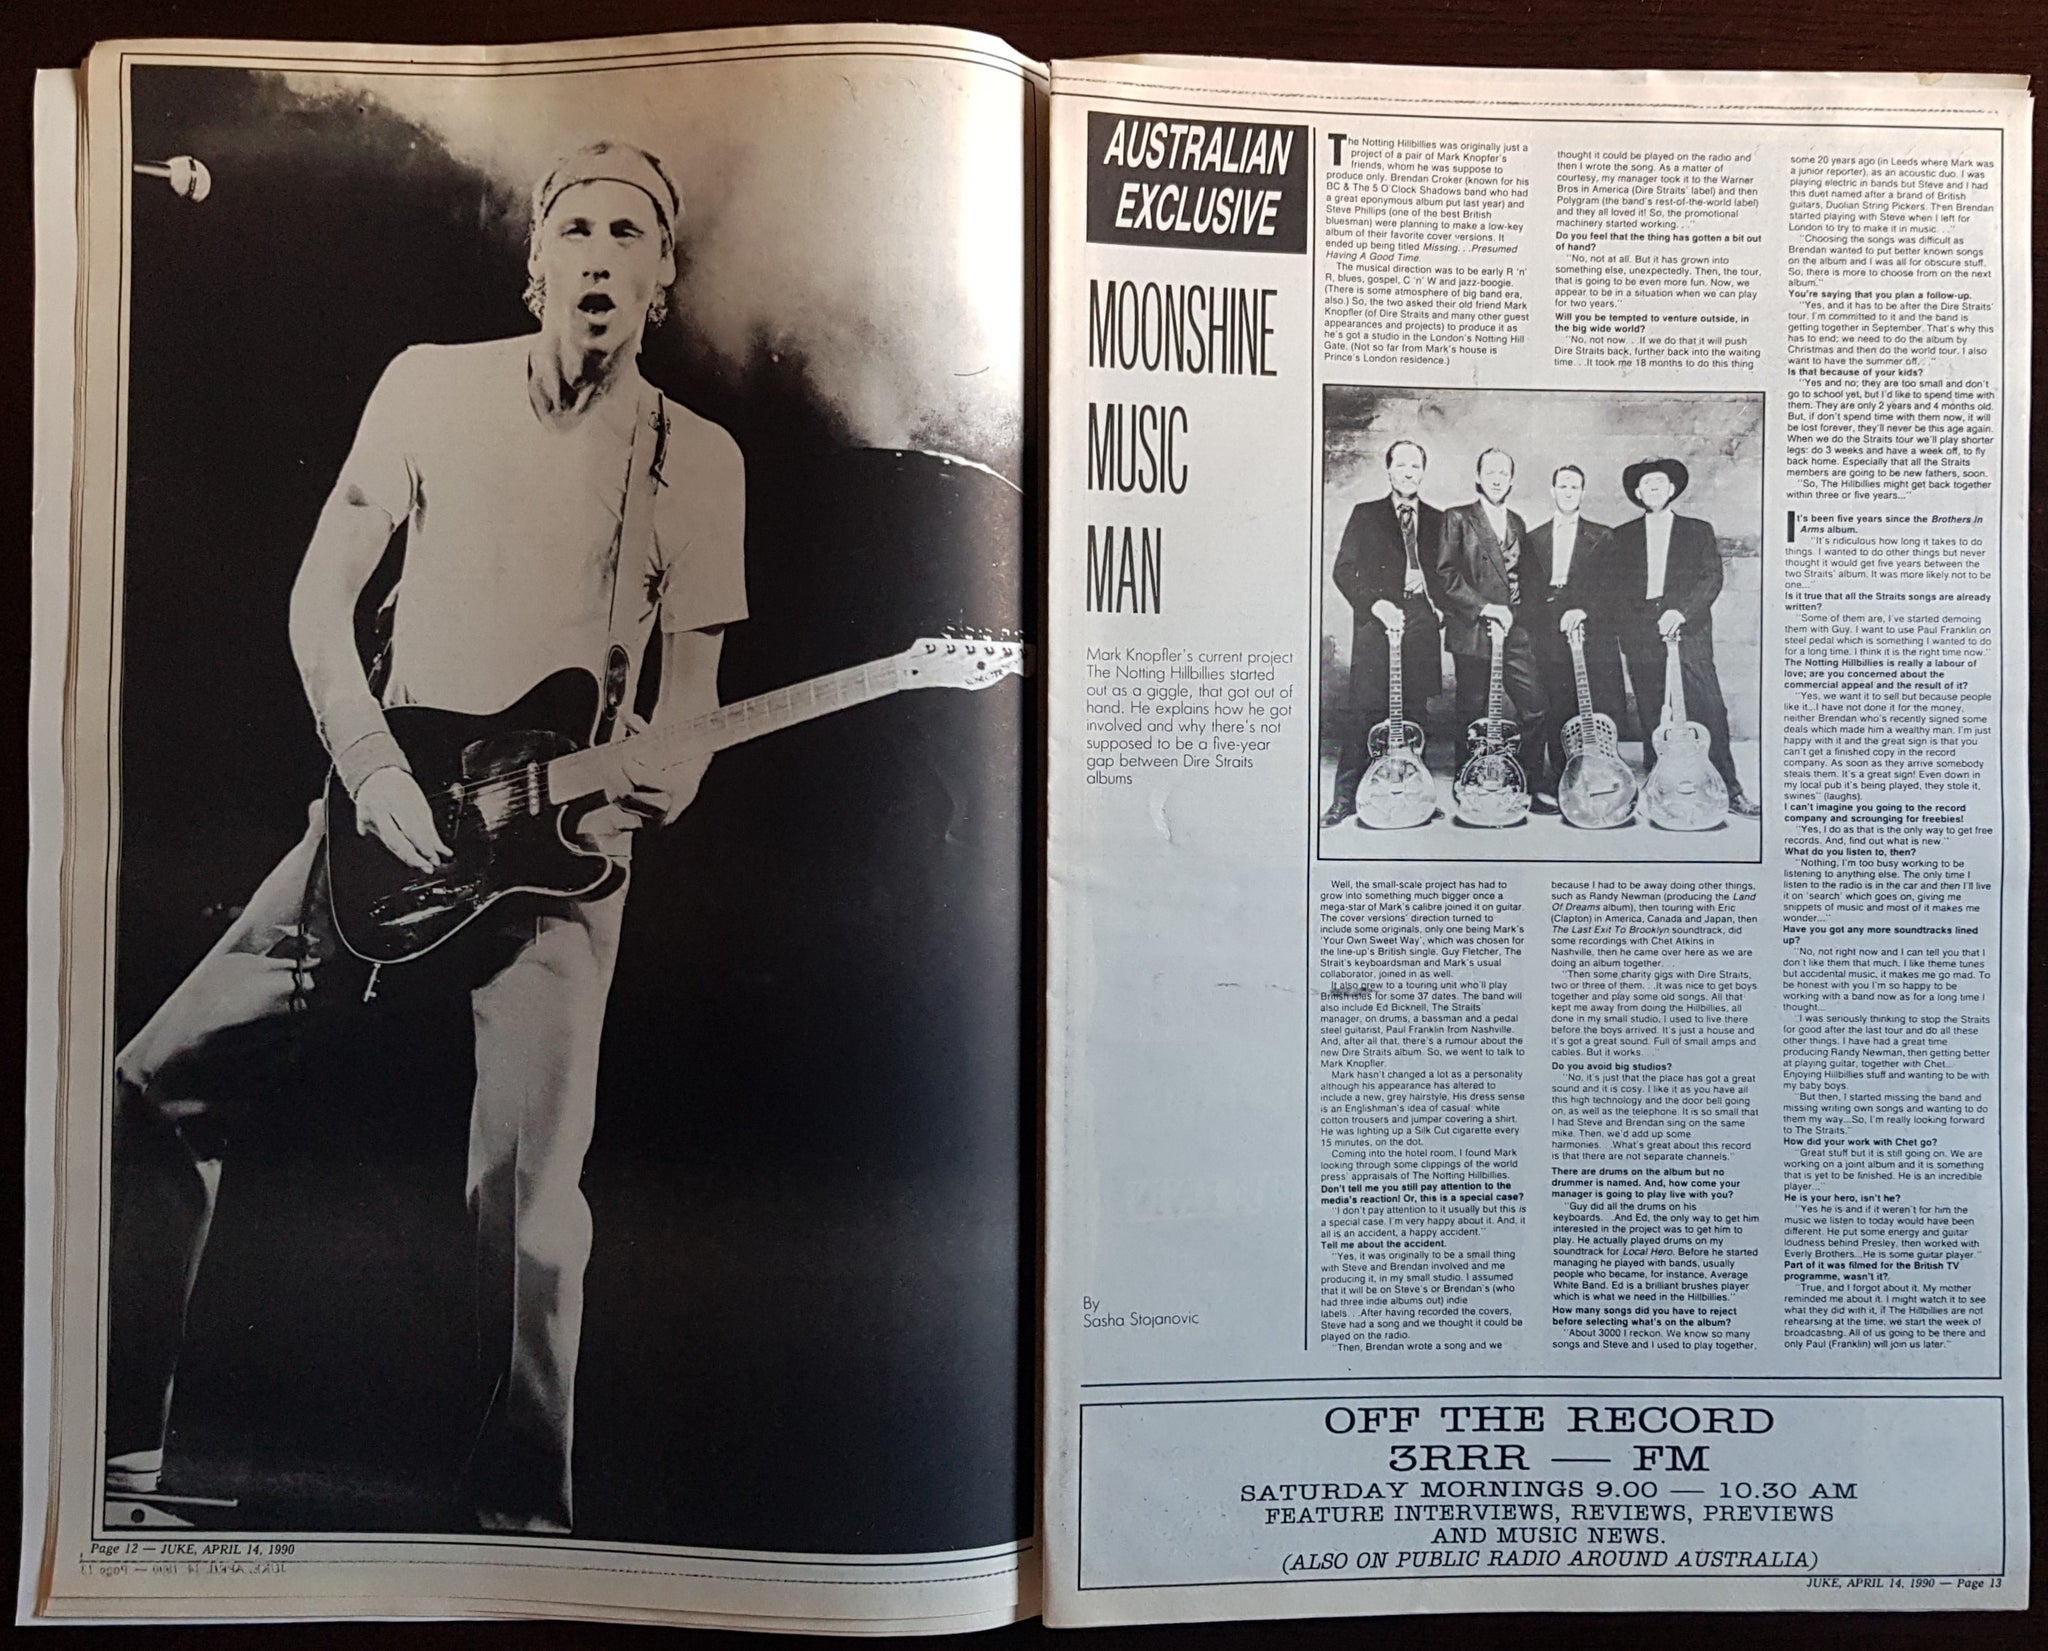 Page 12 — JUKE, APRIL 14, 1990
AUSTRALIAN
EXCLUSIVE
MOONSHINE
MUSIC
MAN
Mark Knopfler's current project
The Notting Hillbillies started
out as a giggle, that got out of
hand. He explains how he got
involved and why there's not
supposed to be a five-year
gap between Dire Straits
albums
By
Sasha Stojanovic
The Notting Hillbillies was originally just a
project of a pair of Mark Knopfer's
friends, whom he was suppose to
produce only. Brendan Croker (known for his
BC & The 5 O'Clock Shadows band who had
a great eponymous album put last year) and
Steve Phillips (one of the best British
bluesman) were planning to make a low-key
album of their favorite cover versions. It
ended up being titled Missing. . .Presumed
Having A Good Time.
The musical direction was to be early R 'n'
R, blues, gospel, C 'n' W and jazz-boogie.
(There is some atmosphere of big band era,
also.) So, the two asked their old friend Mark
Knopfler (of Dire Straits and many other guest
appearances and projects) to produce it as
he's got a studio in the London's Notting Hill
Gate. (Not so far from Mark's house is
Prince's London residence.)
Well, the small-scale project has had to
grow into something much bigger once a
mega-star of Mark's calibre joined it on guitar.
The cover versions' direction turned to
include some originals, only one being Mark's
'Your Own Sweet Way', which was chosen for
the line-up's British single. Guy Fletcher, The
Strait's keyboardsman and Mark's usual
collaborator, joined in as well.
It also grew to a touring unit who'll play
British Isles for some 37 dates. The band will
also include Ed Bicknell, The Straits'
manager, on drums, a bassman and a pedal
steel guitarist, Paul Franklin from Nashville.
And, after all that, there's a rumour about the
new Dire Straits album. So, we went to talk to
Mark Knopfler.
Mark hasn't changed a lot as a personality
although his appearance has altered to
include a new, grey hairstyle. His dress sense
is an Englishman's idea of casual: white
cotton trousers and jumper covering a shirt.
He was lighting up a Silk Cut cigarette every
15 minutes, on the dot.
Coming into the hotel room, I found Mark
looking through some clippings of the world
press' appraisals of The Notting Hillbillies.
Don't tell me you still pay attention to the
media's reaction! Or, this is a special case?
"I don't pay attention to it usually but this is
a special case. I'm very happy about it. And, it
all is an accident, a happy accident."
Tell me about the accident.
"Yes, it was originally to be a small thing
with Steve and Brendan involved and me
producing it, in my small studio. I assumed
that it will be on Steve's or Brendan's (who
had three indie albums out) indie
labels. . .After having recorded the covers,
Steve had a song and we thought it could be
played on the radio.
"Then, Brendan wrote a song and we
thought it could be played on the radio and
then I wrote the song. As a matter of
courtesy, my manager took it to the Warner
Bros in America (Dire Straits' label) and then
Polygram (the band's rest-of-the-world label)
and they all loved it! So, the promotional
machinery started working. . ."
Do you feel that the thing has gotten a bit out
of hand?
"No, not at all. But it has grown into
something else, unexpectedly. Then, the tour,
that is going to be even more fun. Now, we
appear to be in a situation when we can play
for two years."
Will you be tempted to venture outside, in
the big wide world?
"No, not now. . .If we do that it will push
Dire Straits back, further back into the waiting
time. . .It took me 18 months to do this thing
because I had to be away doing other things,
such as Randy Newman (producing the Land
Of Dreams album), then touring with Eric
(Clapton) in America, Canada and Japan, then
The Last Exit To Brooklyn soundtrack, did
some recordings with Chet Atkins in
Nashville, then he came over here as we are
doing an album together. . .
"Then some charity gigs with Dire Straits,
two or three of them. . .It was nice to get boys
together and play some old songs. All that
kept me away from doing the Hillbillies, all
done in my small studio. I used to live there
before the boys arrived. It's just a house and
it's got a great sound. Full of small amps and
cables. But it works. . ."
Do you avoid big studios?
"No, it's just that the place has got a great
sound and it is cosy. I like it as you have all
this high technology and the door bell going
on, as well as the telephone. It is so small that
I had Steve and Brendan sing on the same
mike. Then, we'd add up some
harmonies. . .What's great about this record
is that there are not separate channels."
There are drums on the album but no
drummer is named. And, how come your
manager is going to play live with you?
"Guy did all the drums on his
keyboards. . .And Ed, the only way to get him
interested in the project was to get him to
play. He actually played drums on my
soundtrack for Local Hero. Before he started
managing he played with bands, usually
people who became, for instance, Average
White Band. Ed is a brilliant brushes player
which is what we need in the Hillbillies."
How many songs did you have to reject
before selecting what's on the album?
"About 3000 I reckon. We know so many
songs and Steve and I used to play together,
some 20 years ago (in Leeds where Mark was
a junior reporter), as an acoustic duo. I was
playing electric in bands but Steve and I had
this duet named after a brand of British
guitars, Duolian String Pickers. Then Brendan
started playing with Steve when I left for
London to try to make it in music. . ."
"Choosing the songs was difficult as
Brendan wanted to put better known songs
on the album and I was all for obscure stuff.
So, there is more to choose from on the next
album."
You're saying that you plan a follow-up.
"Yes, and it has to be after the Dire Straits'
tour. I'm committed to it and the band is
getting together in September. That's why this
has to end; we need to do the album by
Christmas and then do the world tour. I also
want to have the summer off. . ."
Is that because of your kids?
"Yes and no; they are too small and don't
go to school yet, but I'd like to spend time with
them. They are only 2 years and 4 months old.
But, if don't spend time with them now, it will
be lost forever, they'll never be this age again.
When we do the Straits tour we'll play shorter
legs: do 3 weeks and have a week off, to fly
back home. Especially that all the Straits
members are going to be new fathers, soon.
"So, The Hillbillies might get back together
within three or five years..."
It's been five years since the Brothers In
Arms album.
"It's ridiculous how long it takes to do
things. I wanted to do other things but never
thought it would get five years between the
two Straits' album. It was more likely not to be
one...."
Is it true that all the Straits songs are already
written?
"Some of them are, I've started demoing
them with Guy. I want to use Paul Franklin on
steel pedal which is something I wanted to do
for a long time. I think it is the right time now."
The Notting Hillbillies is really a labour of
love; are you concerned about the
commercial appeal and the result of it?
"Yes, we want it to sell but because people
like it...I have not done it for the money,
neither Brendan who's recently signed some
deals which made him a wealthy man. I'm just
happy with it and the great sign is that you
can't get a finished copy in the record
company. As soon as they arrive somebody
steals them. It's a great sign! Even down in
my local pub it's being played, they stole it,
swines" (laughs).
I can't imagine you going to the record
company and scrounging for freebies!
"Yes, I do as that is the only way to get free
records. And, find out what is new."
What do you listen to, then?
"Nothing, I'm too busy working to be
listening to anything else. The only time I
listen to the radio is in the car and then I'll live
it on 'search' which goes on, giving me
snippets of music and most of it makes me
wonder...."
Have you got any more soundtracks lined
up?
"No, not right now and I can tell you that I
don't like them that much. I like theme tunes
but accidental music, it makes me go mad. To
be honest with you I'm so happy to be
working with a band now as for a long time I
thought...
"I was seriously thinking to stop the Straits
for good after the last tour and do all these
other things. I have had a great time
producing Randy Newman, then getting better
at playing guitar, together with Chet...
Enjoying Hillbillies stuff and wanting to be with
my baby boys.
"But then, I started missing the band and
missing writing own songs and wanting to do
them my way...So, I'm really looking forward
to The Straits."
How did your work with Chet go?
"Great stuff but it is still going on. We are
working on a joint album and it is something
that is yet to be finished. He is an incredible
player..."
He is your hero, isn't he?
"Yes he is and if it weren't for him the
music we listen to today would have been
different. He put some energy and guitar
loudness behind Presley, then worked with
Everly Brothers...He is some guitar player."
Part of it was filmed for the British TV
programme, wasn't it?
"True, and I forgot about it. My mother
reminded me about it. I might watch it to see
what they did with it, if The Hillbillies are not
rehearsing at the time, we start the week of
broadcasting. All of us going to be there and
only Paul (Franklin) will join us later."
OFF THE RECORD
3RRR — FM
SATURDAY MORNINGS 9.00 — 10.30 AM
FEATURE INTERVIEWS, REVIEWS, PREVIEWS
AND MUSIC NEWS.
(ALSO ON PUBLIC RADIO AROUND AUSTRALIA)
JUKE, APRIL 14, 1990 — Page 13